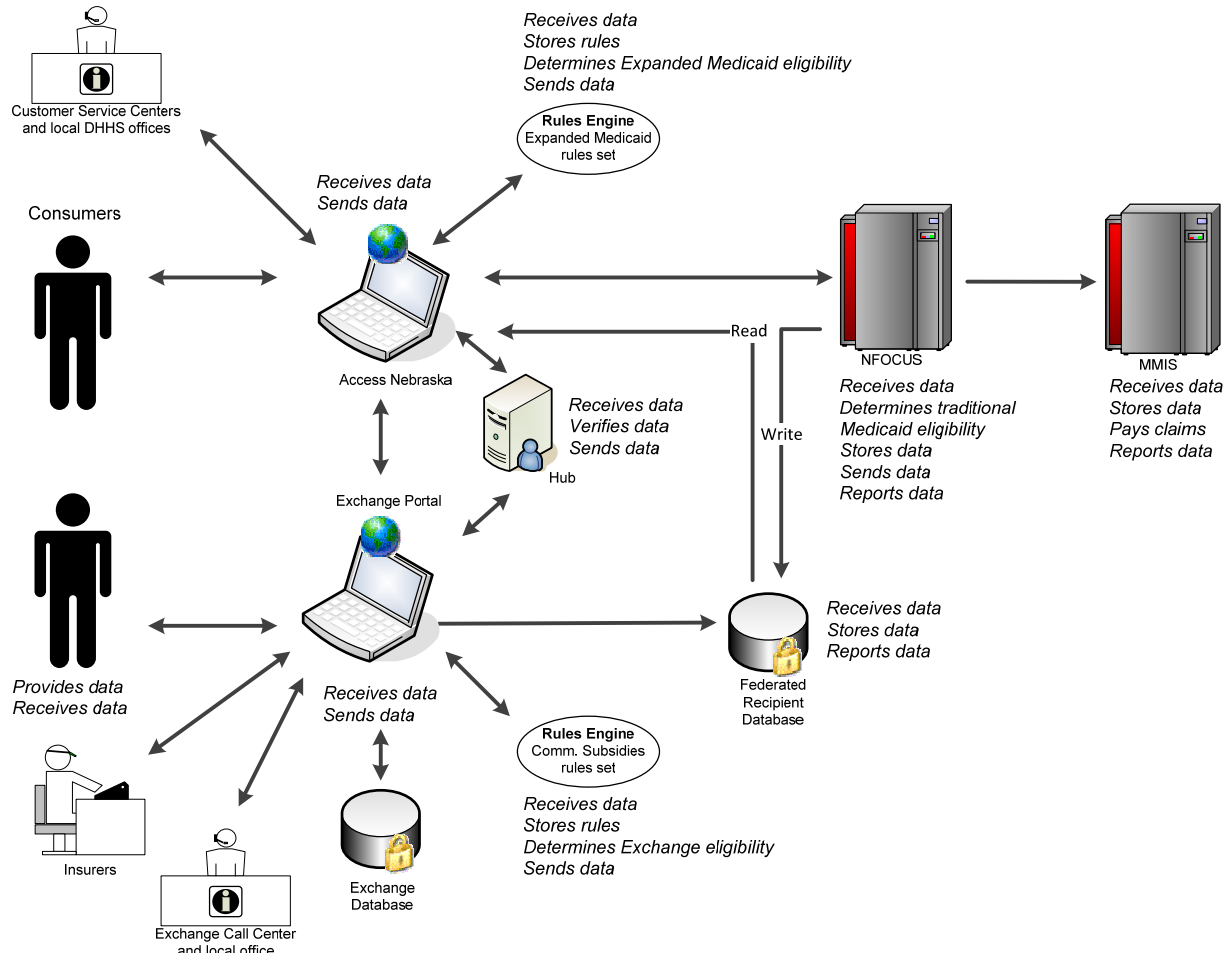 Receives data
Stores rules
Determines Expanded Medicaid eligibility
Sends data
Customer Service Centers
and local DHHS offices
Rules Engine
Expanded Medicaid
rules set
Receives data
Sends data
Consumers
Read
Access Nebraska
NFOCUS
MMIS
Receives data
Determines traditional
Medicaid eligibility
Stores data
Sends data
Reports data
Receives data
Stores data
Pays claims
Reports data
Receives data
Verifies data
Sends data
Hub
Write
Exchange Portal
Receives data
Stores data
Reports data
Federated
Recipient
Database
Provides data
Receives data
Receives data
Sends data
Rules Engine
Comm. Subsidies
rules set
Receives data
Stores rules
Determines Exchange eligibility
Sends data
Insurers
Exchange
Database
Exchange Call Center
and local office